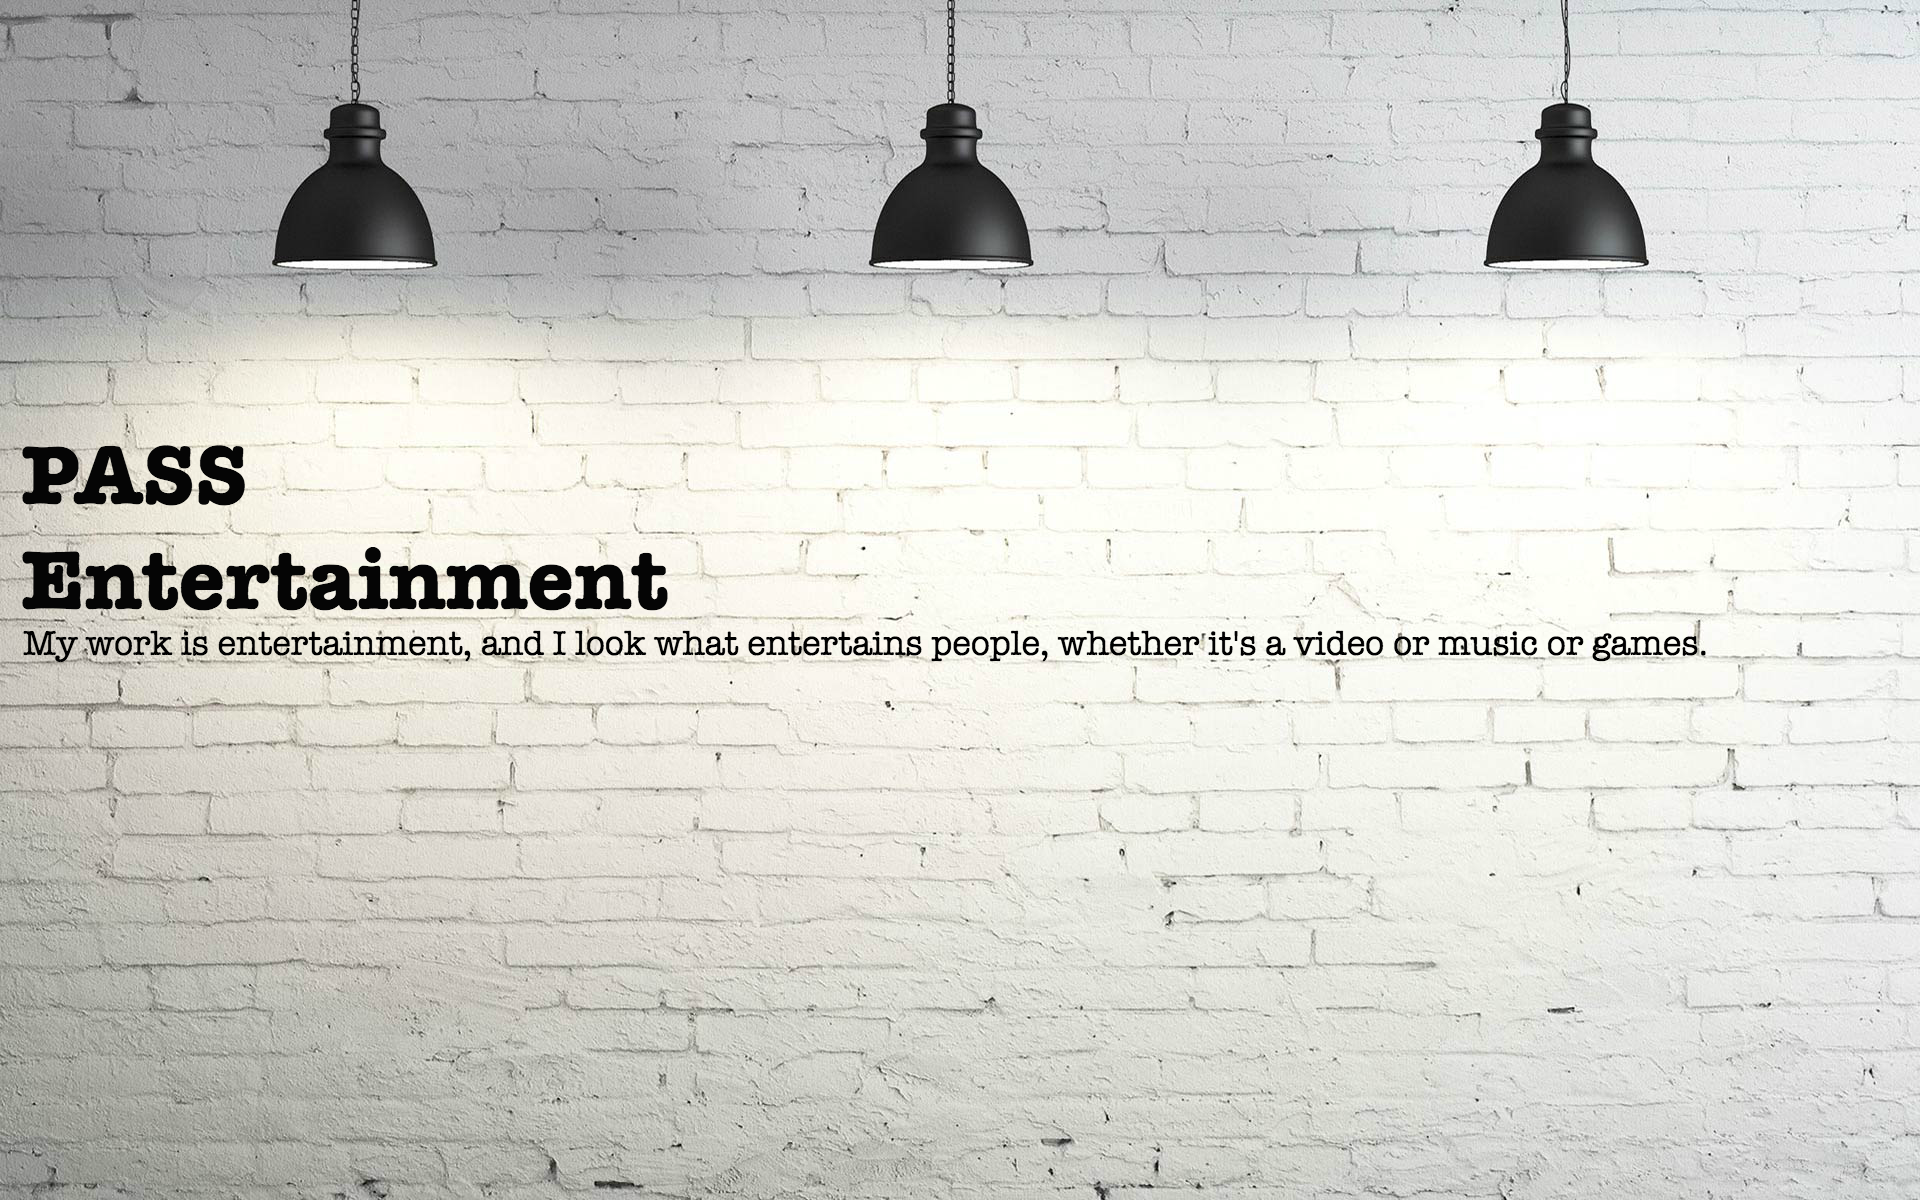 PASS
Entertainment
My work is entertainment, and I look what entertains people, whether it's a video or music or games.